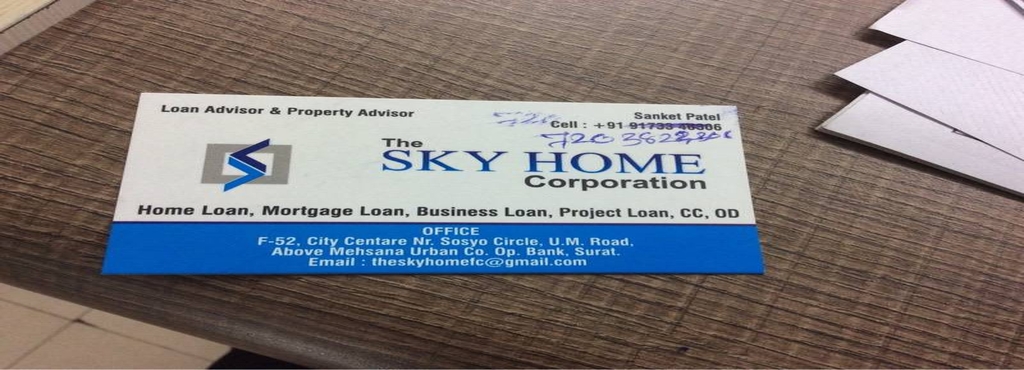 Loan Advisor & Property Advisor
Sanket Patel
720
Cell : +91
The
SKY HOME
Corporation
Home Loan, Mortgage Loan, Business Loan, Project Loan, CC, OD
OFFICE
F-52, City Centare Nr. Sosyo Circle, U.M. Road,
Above Mehsana Urban Co. Op. Bank, Surat.
Email : theskyhomefc@gmail.com